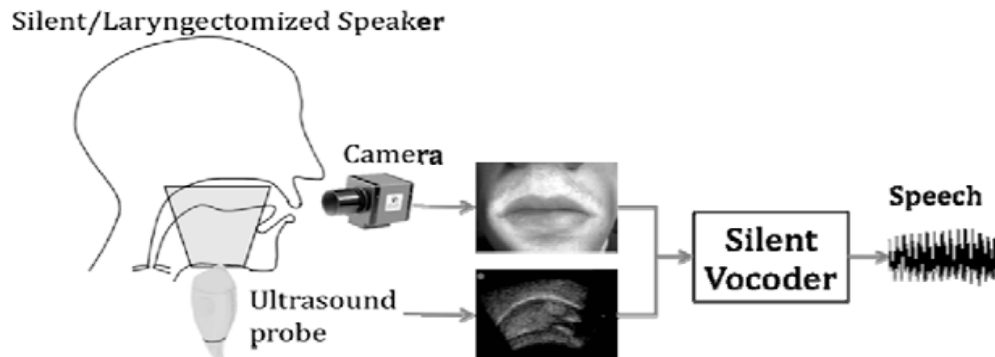 Silent/Laryngectomized Speaker
Camera
Ultrasound
probe
Silent
Vocoder
Speech